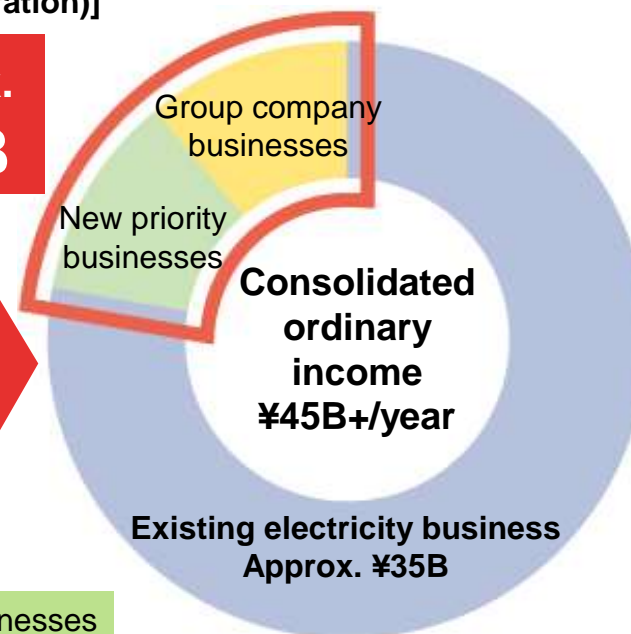 Group company
businesses
New priority
businesses
Consolidated
ordinary
income
¥45B+/year
Existing electricity business
Approx. ¥35B